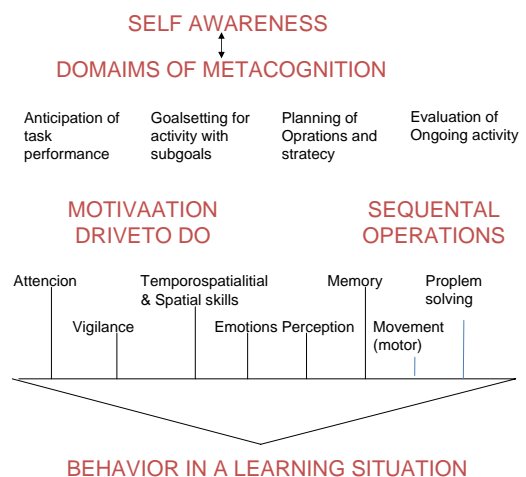 SELF AWARENESS
DOMAIMS OF METACOGNITION
Anticipation of
task
performance
Goalsetting for
activity with
subgoals
Planning of
Oprations and
stratecy
Evaluation of
Ongoing activity
MOTIVAATION
DRIVETO DO
SEQUENTAL
OPERATIONS
Attencion
Temporospatialitial
& Spatial skills
Memory
Proplem
solving
Vigilance
Emotions Perception
Movement
(motor)
BEHAVIOR IN A LEARNING SITUATION